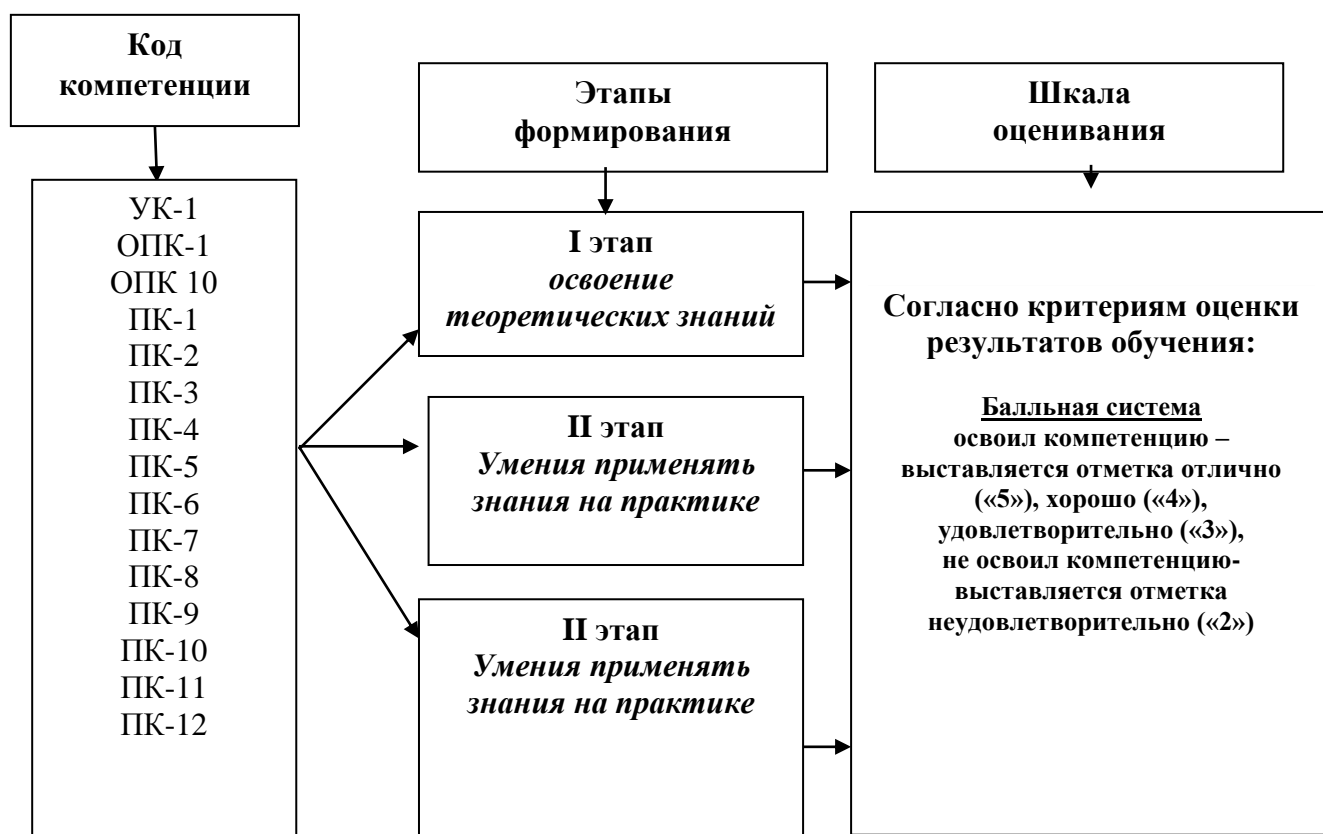 Код
компетенции
УК-1
ОПК-1
ОПК 10
ПК-1
ПК-2
ПК-3
ПК-4
ПК-5
ПК-6
ПК-7
ПК-8
ПК-9
ПК-10
ПК-11
ПК-12
Этапы
формирования
I этап
освоение
теоретических знаний
II этап
Умения применять
знания на практике
II этап
Умения применять
знания на практике
Шкала
оценивания
Согласно критериям оценки
результатов обучения:
Балльная система
освоил компетенцию –
выставляется отметка отлично
(«5»), хорошо («4»),
удовлетворительно («3»),
не освоил компетенцию-
выставляется отметка
неудовлетворительно («2»)